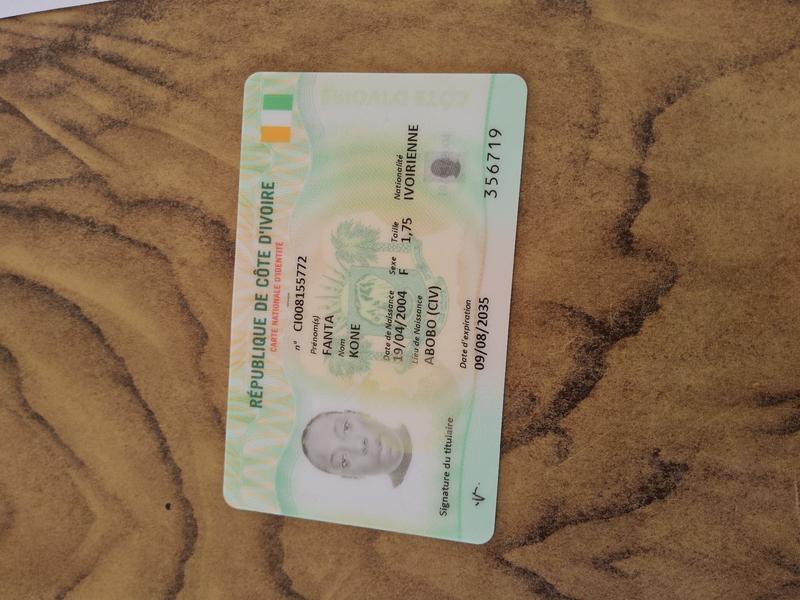 RÉPUBLIQUE DE CÔTE D'IVOIRE
CARTE NATIONALE D'IDENTITÉ
n° CI008155772
Prénom(s)
FANTA
Nom
KONE
Date de Naissance Sexe Taille Nationalité
19/04/2004 F 1,75 IVOIRIENNE
Lieu de Naissance
ABOBO (CIV)
Date d'expiration
09/08/2035
356719
Signature du titulaire
CÔTE D'IVOIRE